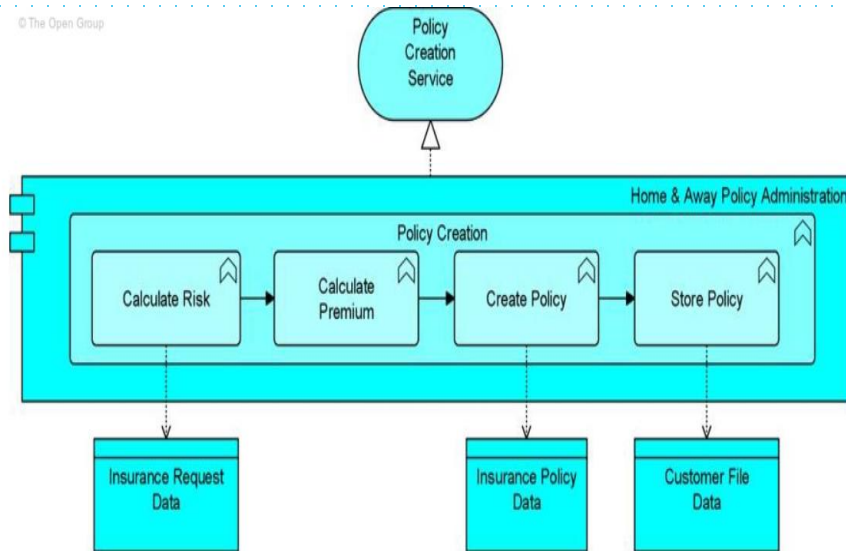 © The Open Group
Policy
Creation
Service
Home & Away Policy Administration
Policy Creation
Calculate Risk
Calculate
Premium
Create Policy
Store Policy
Insurance Request
Data
Insurance Policy
Data
Customer File
Data